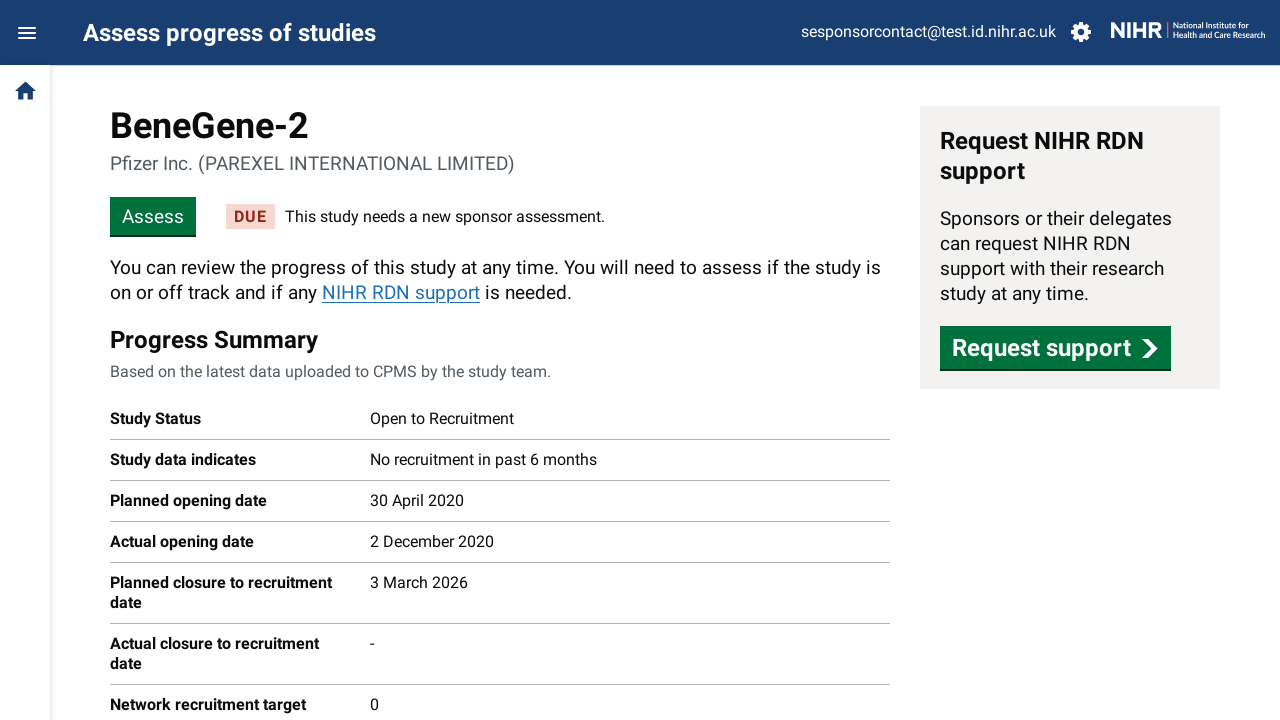 Assess progress of studies
sesponsorcontact@test.id.nihr.ac.uk
NIHR
National Institute for
Health and Care Research
BeneGene-2
Pfizer Inc. (PAREXEL INTERNATIONAL LIMITED)
Assess
DUE
This study needs a new sponsor assessment.
You can review the progress of this study at any time. You will need to assess if the study is
on or off track and if any NIHR RDN support is needed.
Progress Summary
Based on the latest data uploaded to CPMS by the study team.
Study Status
Open to Recruitment
Study data indicates
No recruitment in past 6 months
Planned opening date
30 April 2020
Actual opening date
2 December 2020
Planned closure to recruitment
date
3 March 2026
Actual closure to recruitment
date
-
Network recruitment target
0
Request NIHR RDN
support
Sponsors or their delegates
can request NIHR RDN
support with their research
study at any time.
Request support